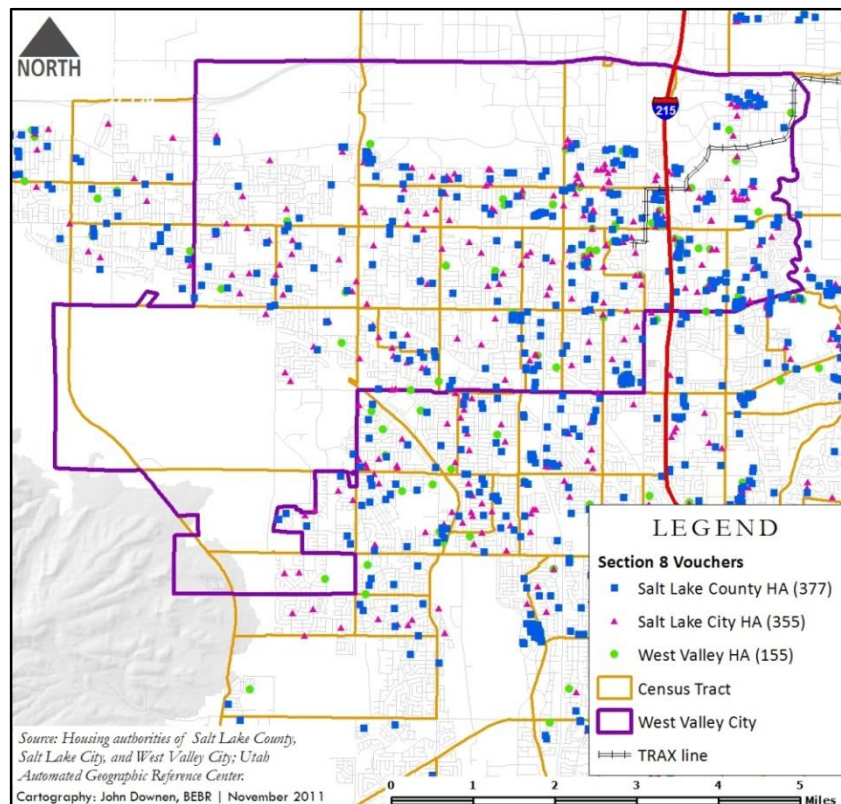 NORTH
215
LEGEND
Section 8 Vouchers
Salt Lake County HA (377)
Salt Lake City HA (355)
West Valley HA (155)
Census Tract
West Valley City
TRAX line
Source: Housing authorities of Salt Lake County,
Salt Lake City, and West Valley City; Utah
Automated Geographic Reference Center.
Cartography: John Downen, BEBR | November 2011
0 1 2 3 4 5
Miles